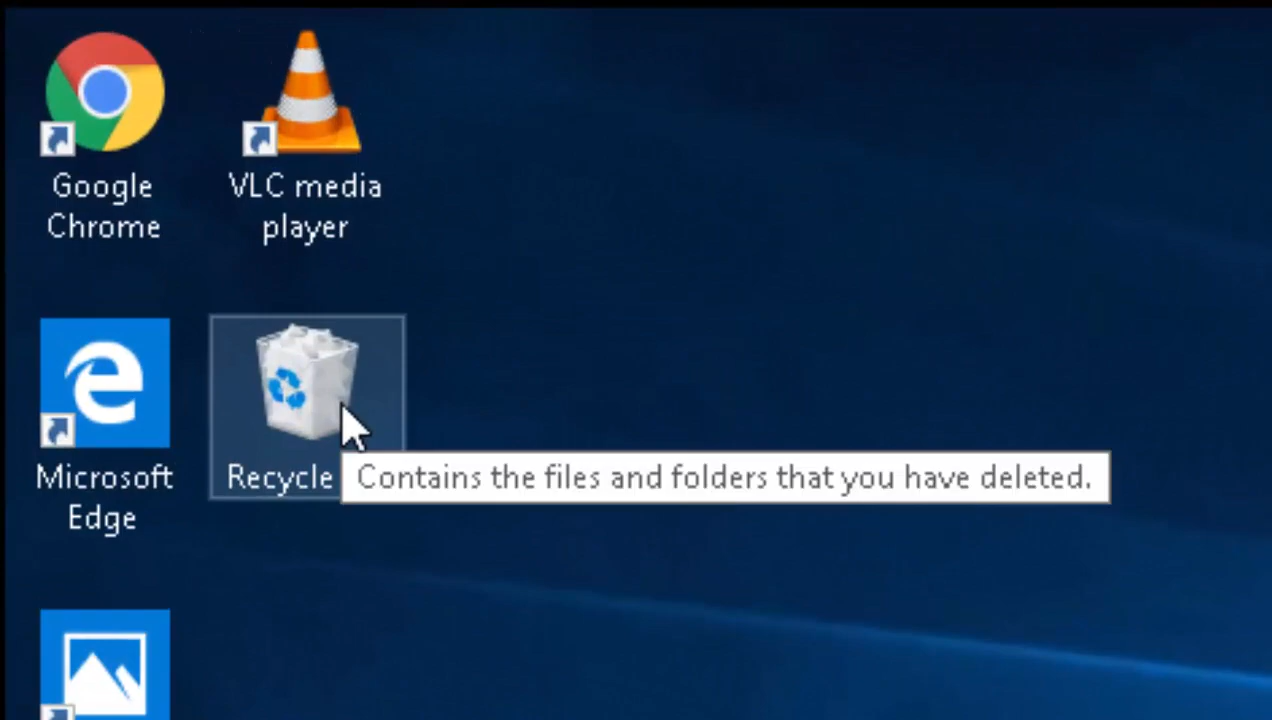 Google
Chrome
VLC media
player
Microsoft
Edge
Recycle
Contains the files and folders that you have deleted.